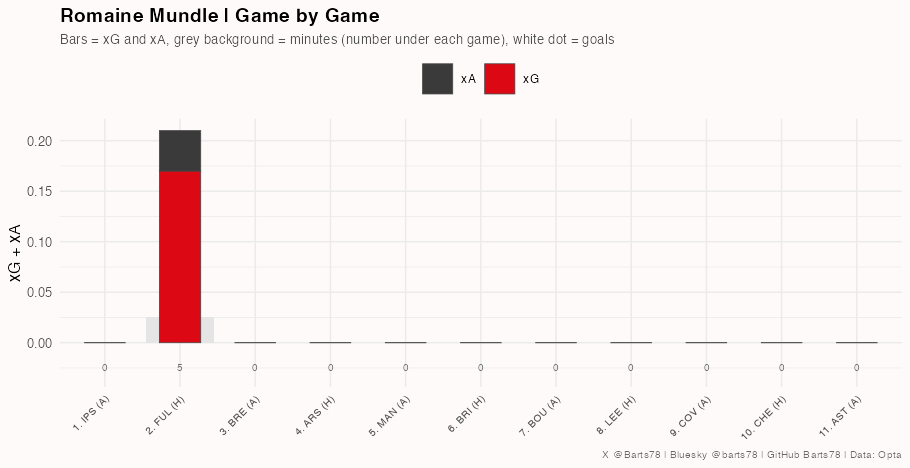 Romaine Mundle | Game by Game
Bars = xG and xA, grey background = minutes (number under each game), white dot = goals
xA xG
xG + xA
0.20
0.15
0.10
0.05
0.00
0 5 0 0 0 0 0 0 0 0 0
1. IPS (A) 2. FUL (H) 3. BRE (A) 4. ARS (H) 5. MAN (A) 6. BRI (H) 7. BOU (A) 8. LEE (H) 9. COV (A) 10. CHE (H) 11. AST (A)
X @Barts78 | Bluesky @barts78 | GitHub Barts78 | Data: Opta